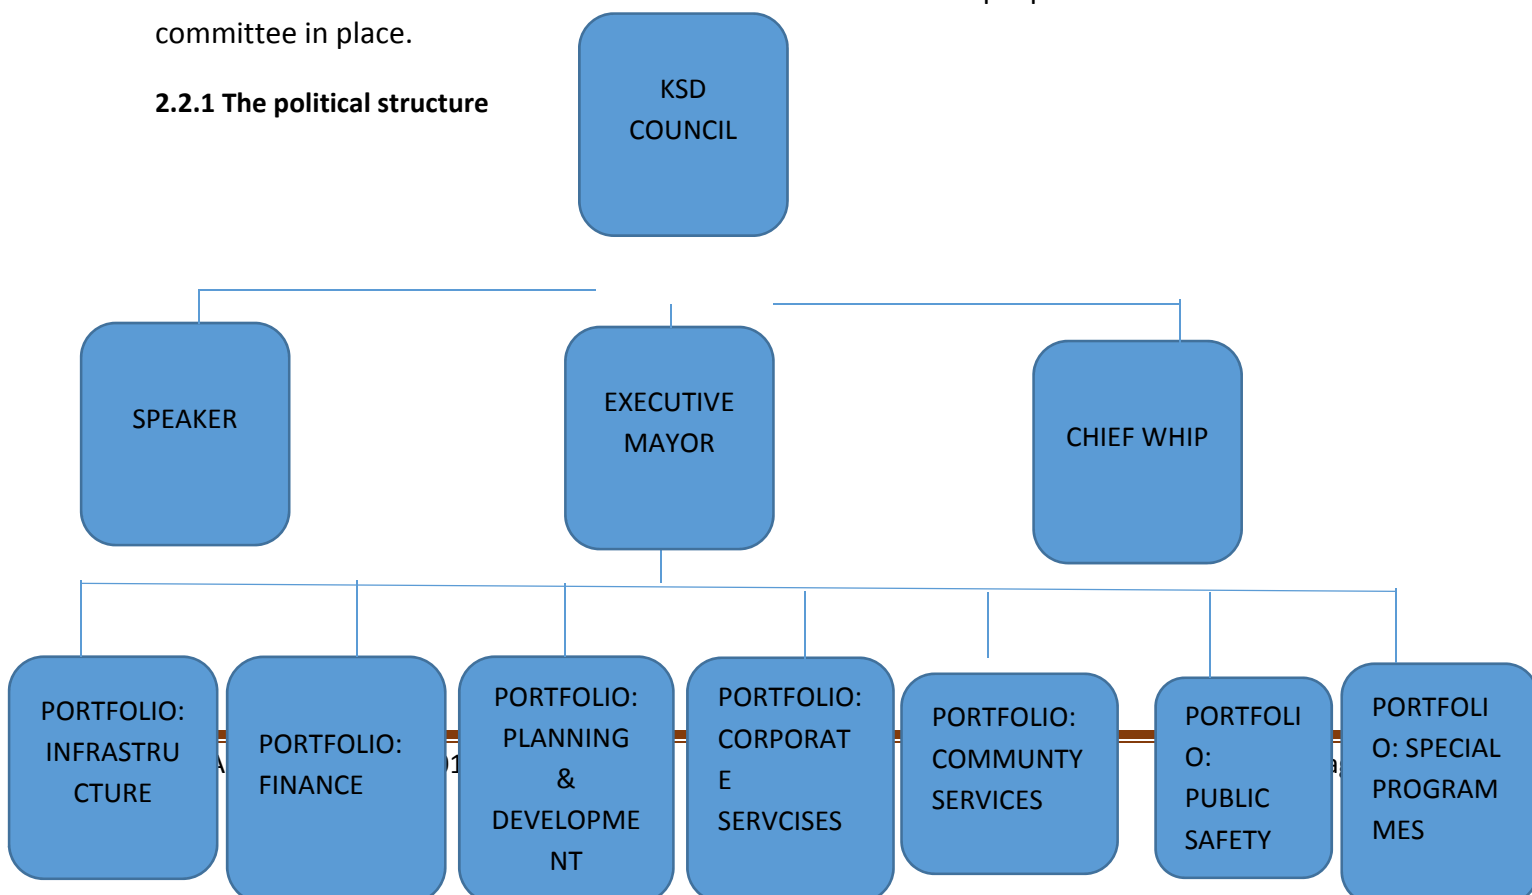 committee in place.
2.2.1 The political structure
KSD
COUNCIL
SPEAKER
EXECUTIVE
MAYOR
CHIEF WHIP
PORTFOLIO:
INFRASTRU
CTURE
PORTFOLIO:
FINANCE
PORTFOLIO:
PLANNING
&
DEVELOPME
NT
PORTFOLIO:
CORPORAT
E
SERVCISES
PORTFOLIO:
COMMUNTY
SERVICES
PORTFOLI
O:
PUBLIC
SAFETY
PORTFOLI
O: SPECIAL
PROGRAM
MES